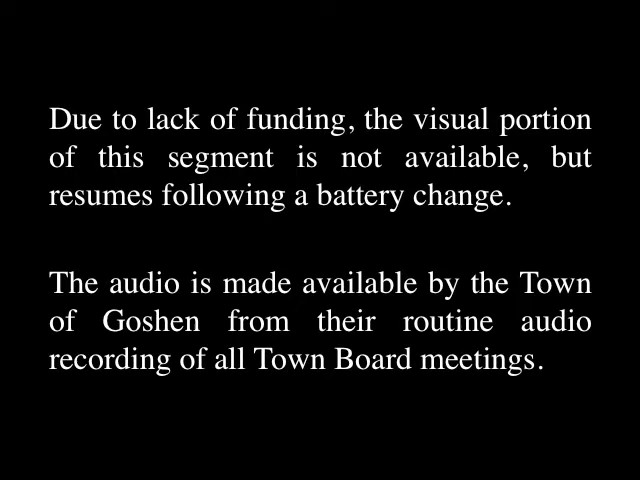 Due to lack of funding, the visual portion
of this segment is not available, but
resumes following a battery change.
The audio is made available by the Town
of Goshen from their routine audio
recording of all Town Board meetings.